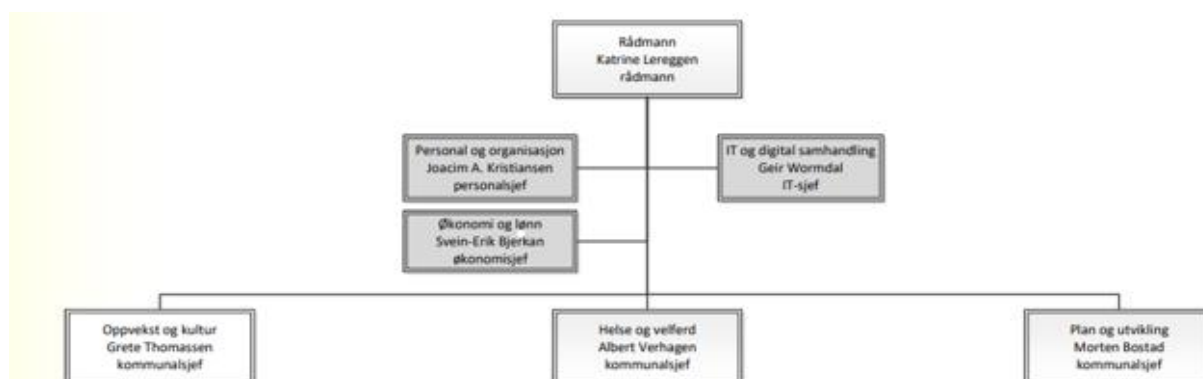 Rådmann
Katrine Lereggen
rådmann
Personal og organisasjon
Joacim A. Kristiansen
personalsjef
IT og digital samhandling
Geir Wormdal
IT-sjef
Økonomi og lønn
Svein-Erik Bjerkan
økonomisjef
Oppvekst og kultur
Grete Thomassen
kommunalsjef
Helse og velferd
Albert Verhagen
kommunalsjef
Plan og utvikling
Morten Bostad
kommunalsjef